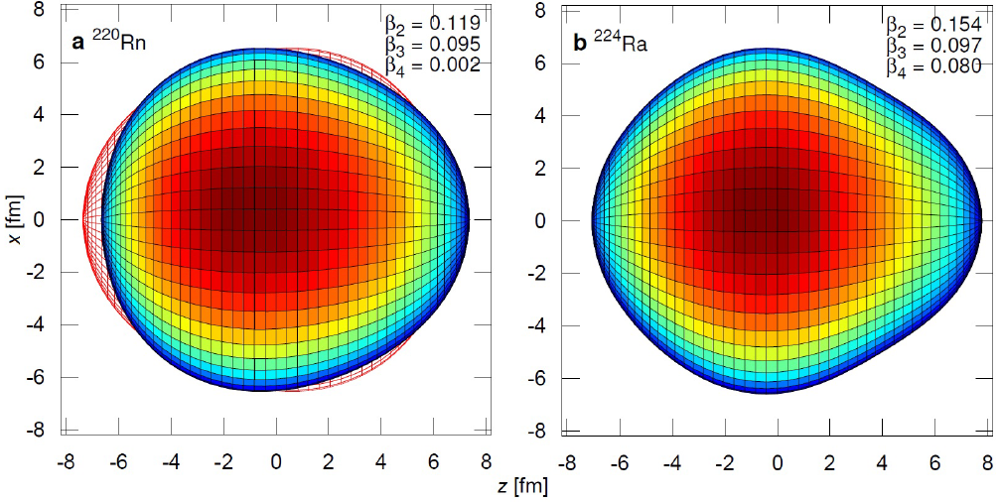 a ²²⁰Rn
β₂ = 0.119
β₃ = 0.095
β₄ = 0.002
b ²²⁴Ra
β₂ = 0.154
β₃ = 0.097
β₄ = 0.080
x [fm]
8
6
4
2
0
-2
-4
-6
-8
8
6
4
2
0
-2
-4
-6
-8
-8 -6 -4 -2 0 2 4 6 8
-8 -6 -4 -2 0 2 4 6 8
z [fm]